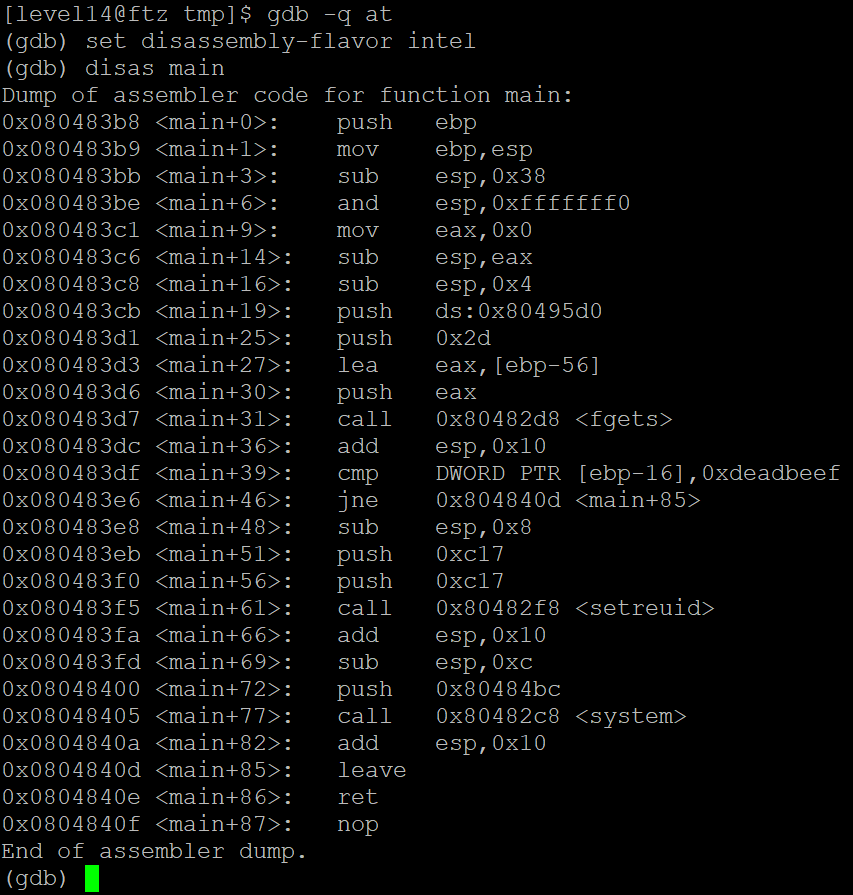 [level14@ftz tmp]$ gdb -q at
(gdb) set disassembly-flavor intel
(gdb) disas main
Dump of assembler code for function main:
0x080483b8 <main+0>:   push   ebp
0x080483b9 <main+1>:   mov    ebp,esp
0x080483bb <main+3>:   sub    esp,0x38
0x080483be <main+6>:   and    esp,0xfffffff0
0x080483c1 <main+9>:   mov    eax,0x0
0x080483c6 <main+14>:  sub    esp,eax
0x080483c8 <main+16>:  sub    esp,0x4
0x080483cb <main+19>:  push   ds:0x80495d0
0x080483d1 <main+25>:  push   0x2d
0x080483d3 <main+27>:  lea    eax,[ebp-56]
0x080483d6 <main+30>:  push   eax
0x080483d7 <main+31>:  call   0x80482d8 <fgets>
0x080483dc <main+36>:  add    esp,0x10
0x080483df <main+39>:  cmp    DWORD PTR [ebp-16],0xdeadbeef
0x080483e6 <main+46>:  jne    0x804840d <main+85>
0x080483e8 <main+48>:  sub    esp,0x8
0x080483eb <main+51>:  push   0xc17
0x080483f0 <main+56>:  push   0xc17
0x080483f5 <main+61>:  call   0x80482f8 <setreuid>
0x080483fa <main+66>:  add    esp,0x10
0x080483fd <main+69>:  sub    esp,0xc
0x08048400 <main+72>:  push   0x80484bc
0x08048405 <main+77>:  call   0x80482c8 <system>
0x0804840a <main+82>:  add    esp,0x10
0x0804840d <main+85>:  leave
0x0804840e <main+86>:  ret
0x0804840f <main+87>:  nop
End of assembler dump.
(gdb)